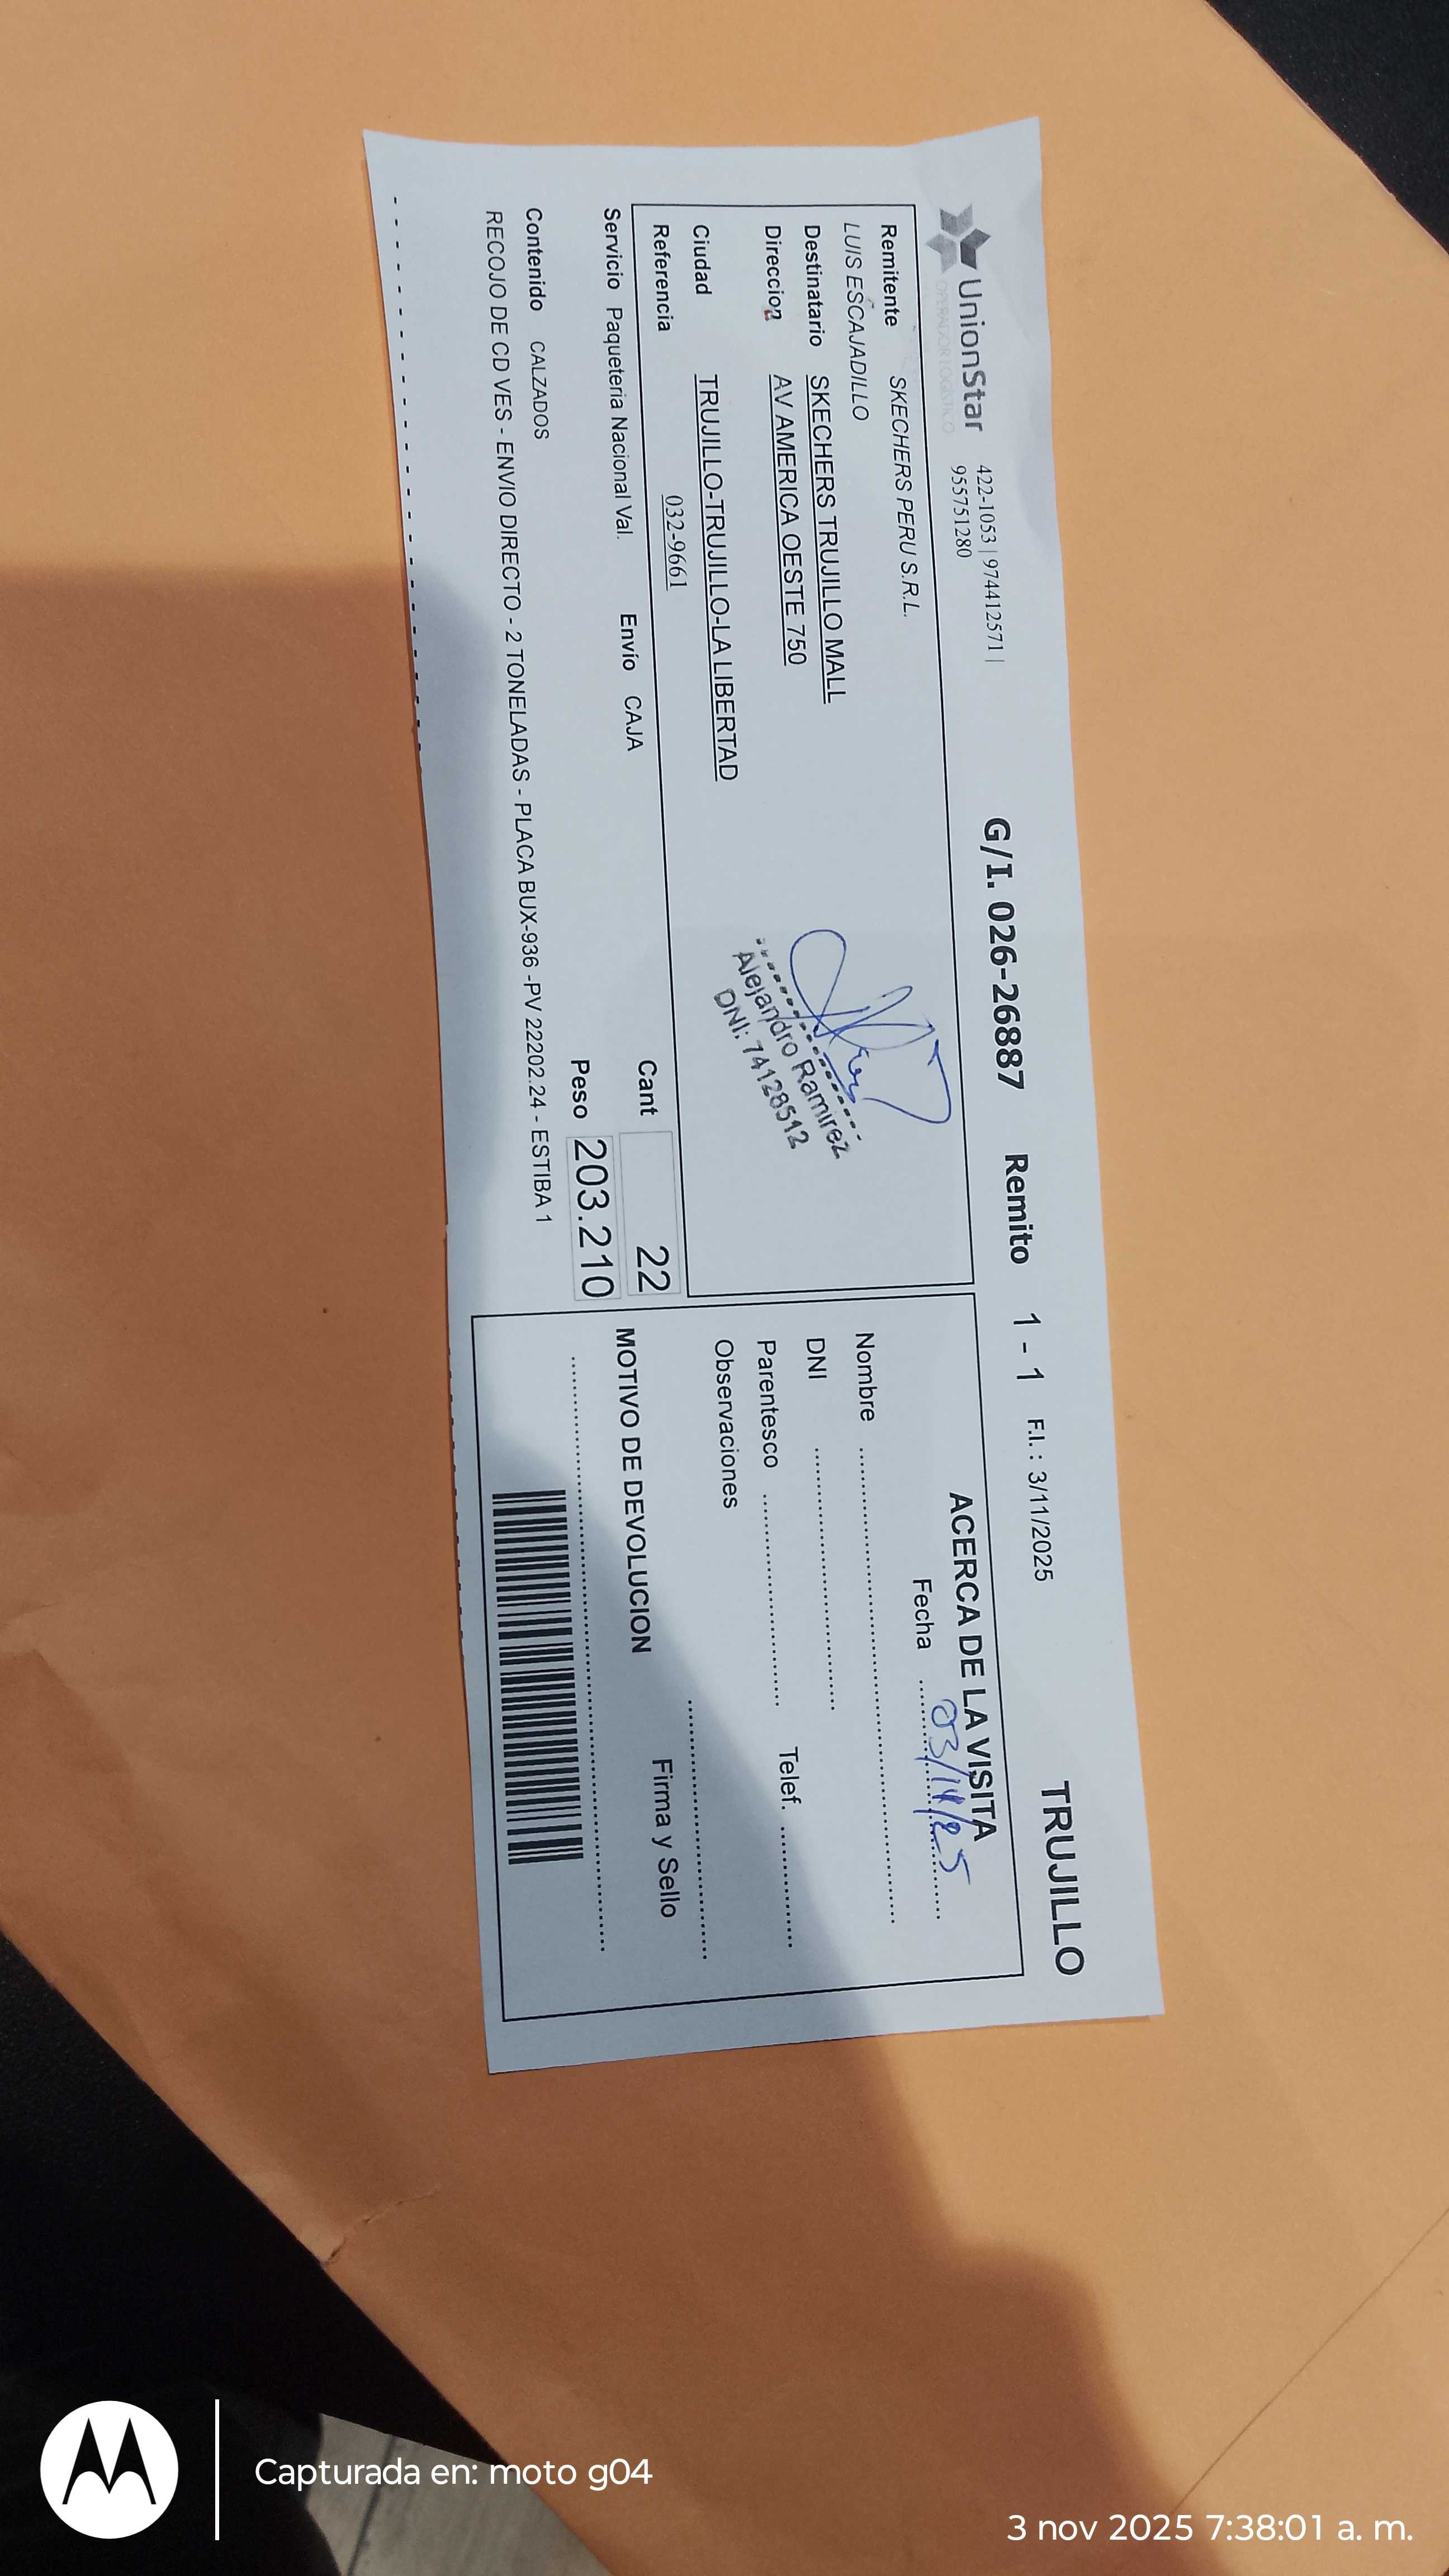 UnionStar
OPERADOR LOGISTICO
422-1053 | 974412571 |
955751280
G/I. 026-26887 Remito 1 - 1 F.I. : 3/11/2025 TRUJILLO
Remitente SKECHERS PERU S.R.L.
LUIS ESCAJADILLO
Destinatario SKECHERS TRUJILLO MALL
Direccion AV AMERICA OESTE 750
Ciudad TRUJILLO-TRUJILLO-LA LIBERTAD
Referencia 032-9661
Alejandro Ramirez
DNI: 74128512
Servicio Paqueteria Nacional Val. Envío CAJA Cant 22
Peso 203.210
Contenido CALZADOS
RECOJO DE CD VES - ENVIO DIRECTO - 2 TONELADAS - PLACA BUX-936 -PV 22202.24 - ESTIBA 1
ACERCA DE LA VISITA
Fecha 03/11/25
Nombre
DNI
Parentesco Telef.
Observaciones
Firma y Sello
MOTIVO DE DEVOLUCION
Capturada en: moto g04
3 nov 2025 7:38:01 a. m.